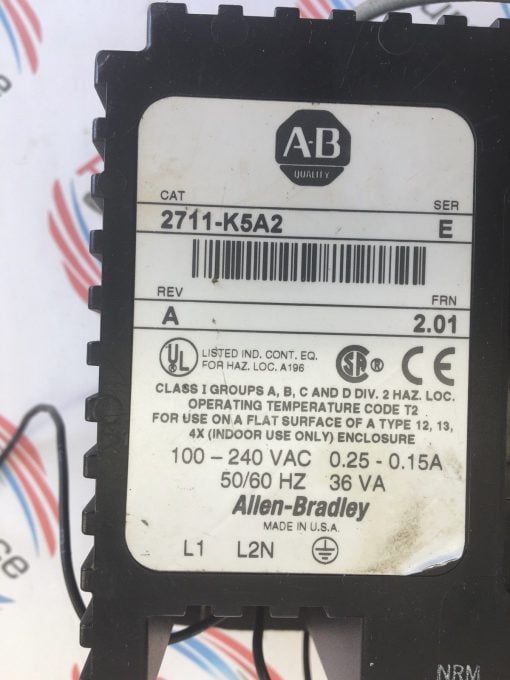 A·B
QUALITY
CAT SER
2711-K5A2 E
REV FRN
A 2.01
UL LISTED IND. CONT. EQ.
FOR HAZ. LOC. A196
SA ® CE
CLASS I GROUPS A, B, C AND D DIV. 2 HAZ. LOC.
OPERATING TEMPERATURE CODE T2
FOR USE ON A FLAT SURFACE OF A TYPE 12, 13,
4X (INDOOR USE ONLY) ENCLOSURE
100 – 240 VAC 0.25 - 0.15A
50/60 HZ 36 VA
Allen-Bradley
MADE IN U.S.A.
L1 L2N
NRM